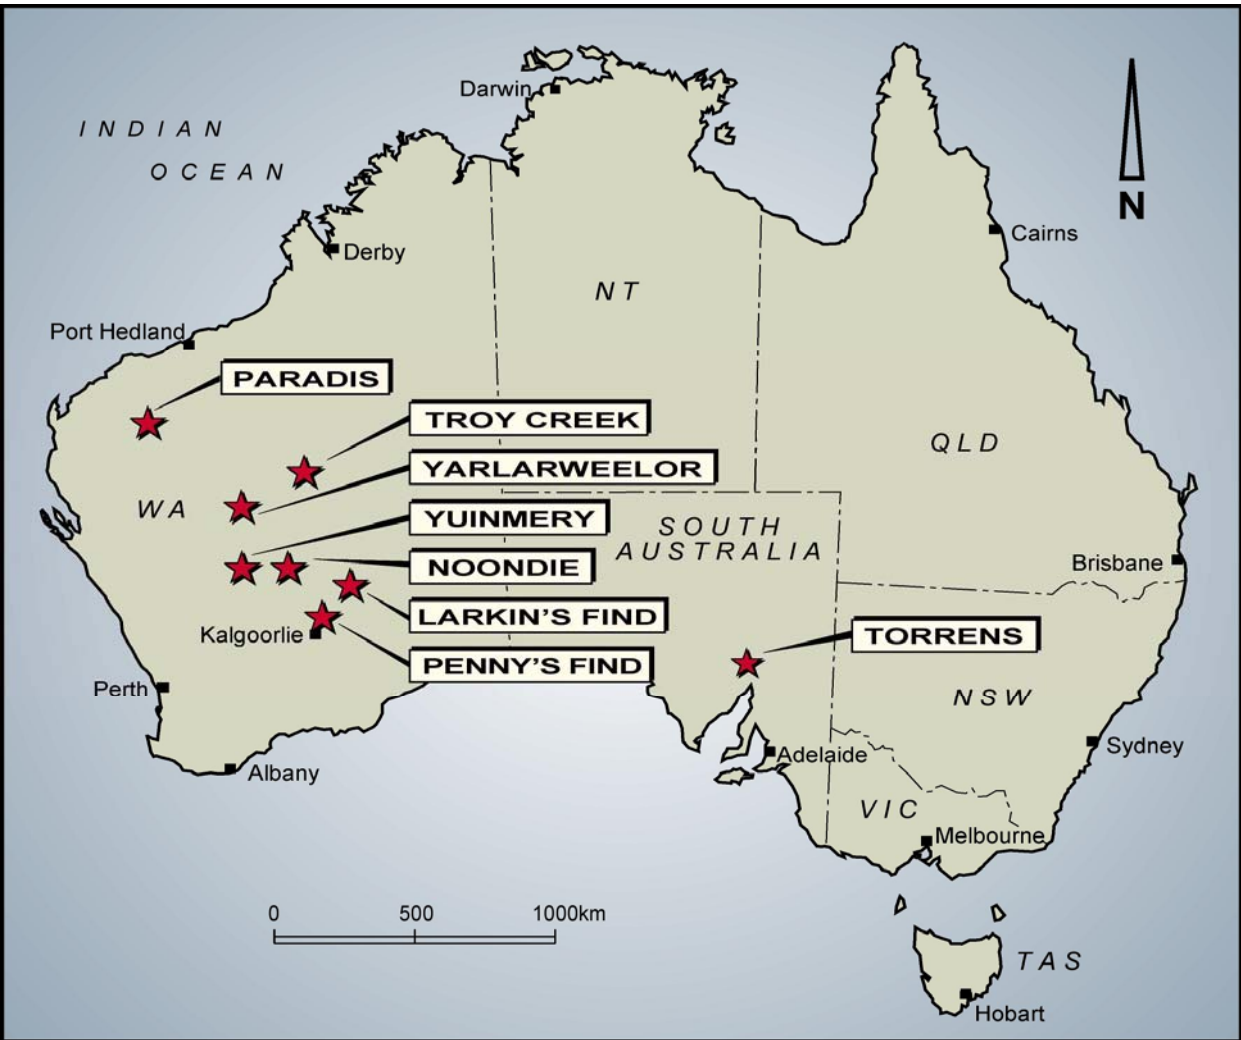 Darwin
INDIAN
OCEAN
N
Cairns
Derby
NT
Port Hedland
PARADIS
TROY CREEK
QLD
YARLARWEELOR
WA
YUINMERY
SOUTH
AUSTRALIA
NOONDIE
Brisbane
LARKIN'S FIND
Kalgoorlie
TORRENS
PENNY'S FIND
Perth
NSW
Sydney
Adelaide
Albany
VIC
Melbourne
0 500 1000km
TAS
Hobart